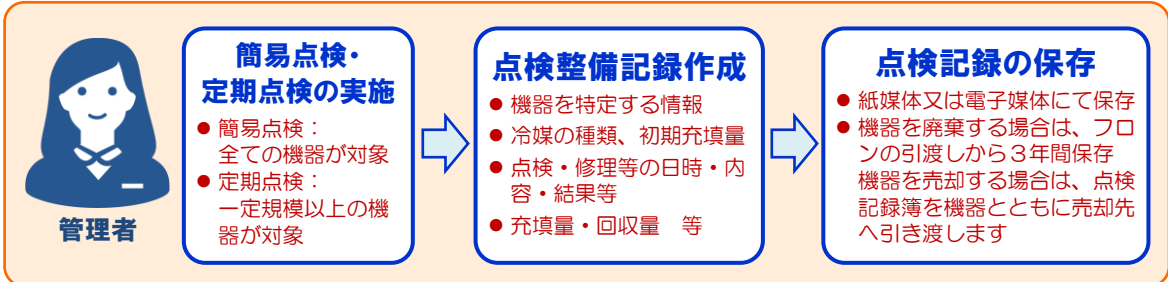 管理者
簡易点検・
定期点検の実施
● 簡易点検：
全ての機器が対象
● 定期点検：
一定規模以上の機
器が対象
点検整備記録作成
● 機器を特定する情報
● 冷媒の種類、初期充填量
● 点検・修理等の日時・内
容・結果等
● 充填量・回収量　等
点検記録の保存
● 紙媒体又は電子媒体にて保存
● 機器を廃棄する場合は、フロ
ンの引渡しから３年間保存
機器を売却する場合は、点検
記録簿を機器とともに売却先
へ引き渡します